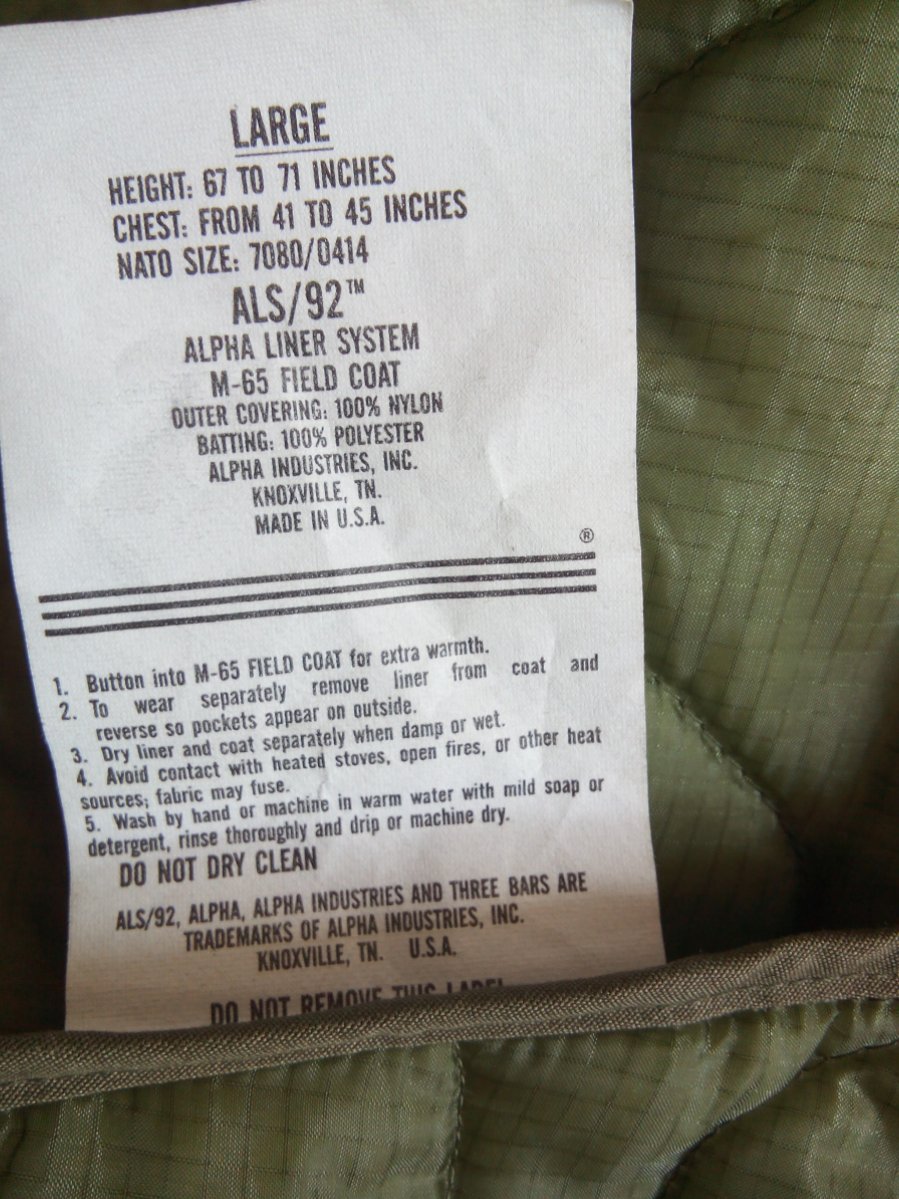 LARGE
HEIGHT: 67 TO 71 INCHES
CHEST: FROM 41 TO 45 INCHES
NATO SIZE: 7080/0414
ALS/92™
ALPHA LINER SYSTEM
M-65 FIELD COAT
OUTER COVERING: 100% NYLON
BATTING: 100% POLYESTER
ALPHA INDUSTRIES, INC.
KNOXVILLE, TN.
MADE IN U.S.A.
®
1. Button into M-65 FIELD COAT for extra warmth.
2. To wear separately remove liner from coat and
reverse so pockets appear on outside.
3. Dry liner and coat separately when damp or wet.
4. Avoid contact with heated stoves, open fires, or other heat
sources; fabric may fuse.
5. Wash by hand or machine in warm water with mild soap or
detergent, rinse thoroughly and drip or machine dry.
DO NOT DRY CLEAN
ALS/92, ALPHA, ALPHA INDUSTRIES AND THREE BARS ARE
TRADEMARKS OF ALPHA INDUSTRIES, INC.
KNOXVILLE, TN. U.S.A.
DO NOT REMOVE THIS LABEL